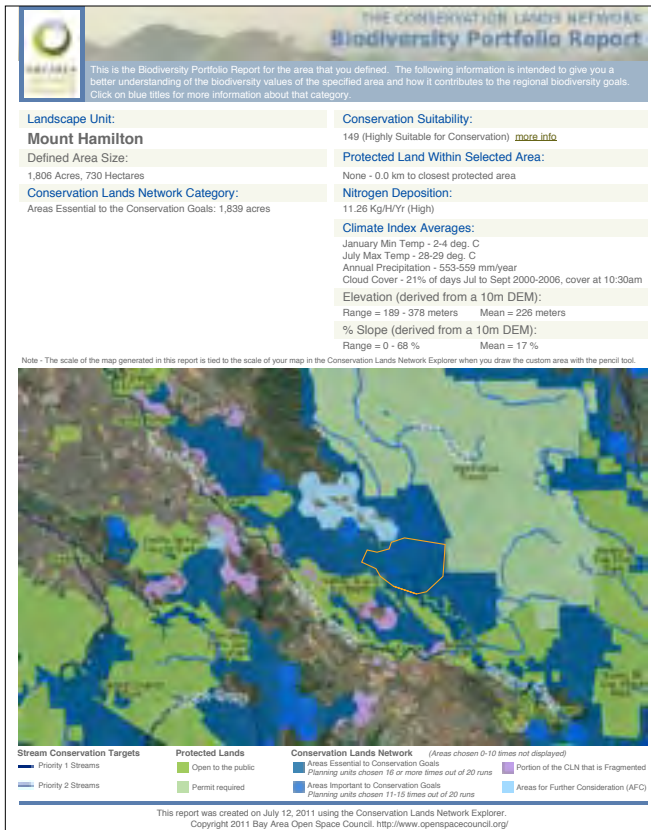 THE CONSERVATION LANDS NETWORK
Biodiversity Portfolio Report
This is the Biodiversity Portfolio Report for the area that you defined. The following information is intended to give you a
better understanding of the biodiversity values of the specified area and how it contributes to the regional biodiversity goals.
Click on blue titles for more information about that category.
Landscape Unit:
Mount Hamilton
Defined Area Size:
1,806 Acres, 730 Hectares
Conservation Lands Network Category:
Areas Essential to the Conservation Goals: 1,839 acres
Conservation Suitability:
149 (Highly Suitable for Conservation) more info
Protected Land Within Selected Area:
None - 0.0 km to closest protected area
Nitrogen Deposition:
11.26 Kg/H/Yr (High)
Climate Index Averages:
January Min Temp - 2-4 deg. C
July Max Temp - 28-29 deg. C
Annual Precipitation - 553-559 mm/year
Cloud Cover - 21% of days Jul to Sept 2000-2006, cover at 10:30am
Elevation (derived from a 10m DEM):
Range = 189 - 378 meters Mean = 226 meters
% Slope (derived from a 10m DEM):
Range = 0 - 68 % Mean = 17 %
Note - The scale of the map generated in this report is tied to the scale of your map in the Conservation Lands Network Explorer when you draw the custom area with the pencil tool.
Stream Conservation Targets
Priority 1 Streams
Priority 2 Streams
Protected Lands
Open to the public
Permit required
Conservation Lands Network (Areas chosen 0-10 times not displayed)
Areas Essential to Conservation Goals
Planning units chosen 16 or more times out of 20 runs
Areas Important to Conservation Goals
Planning units chosen 11-15 times out of 20 runs
Portion of the CLN that is Fragmented
Areas for Further Consideration (AFC)
This report was created on July 12, 2011 using the Conservation Lands Network Explorer.
Copyright 2011 Bay Area Open Space Council. http://www.openspacecouncil.org/